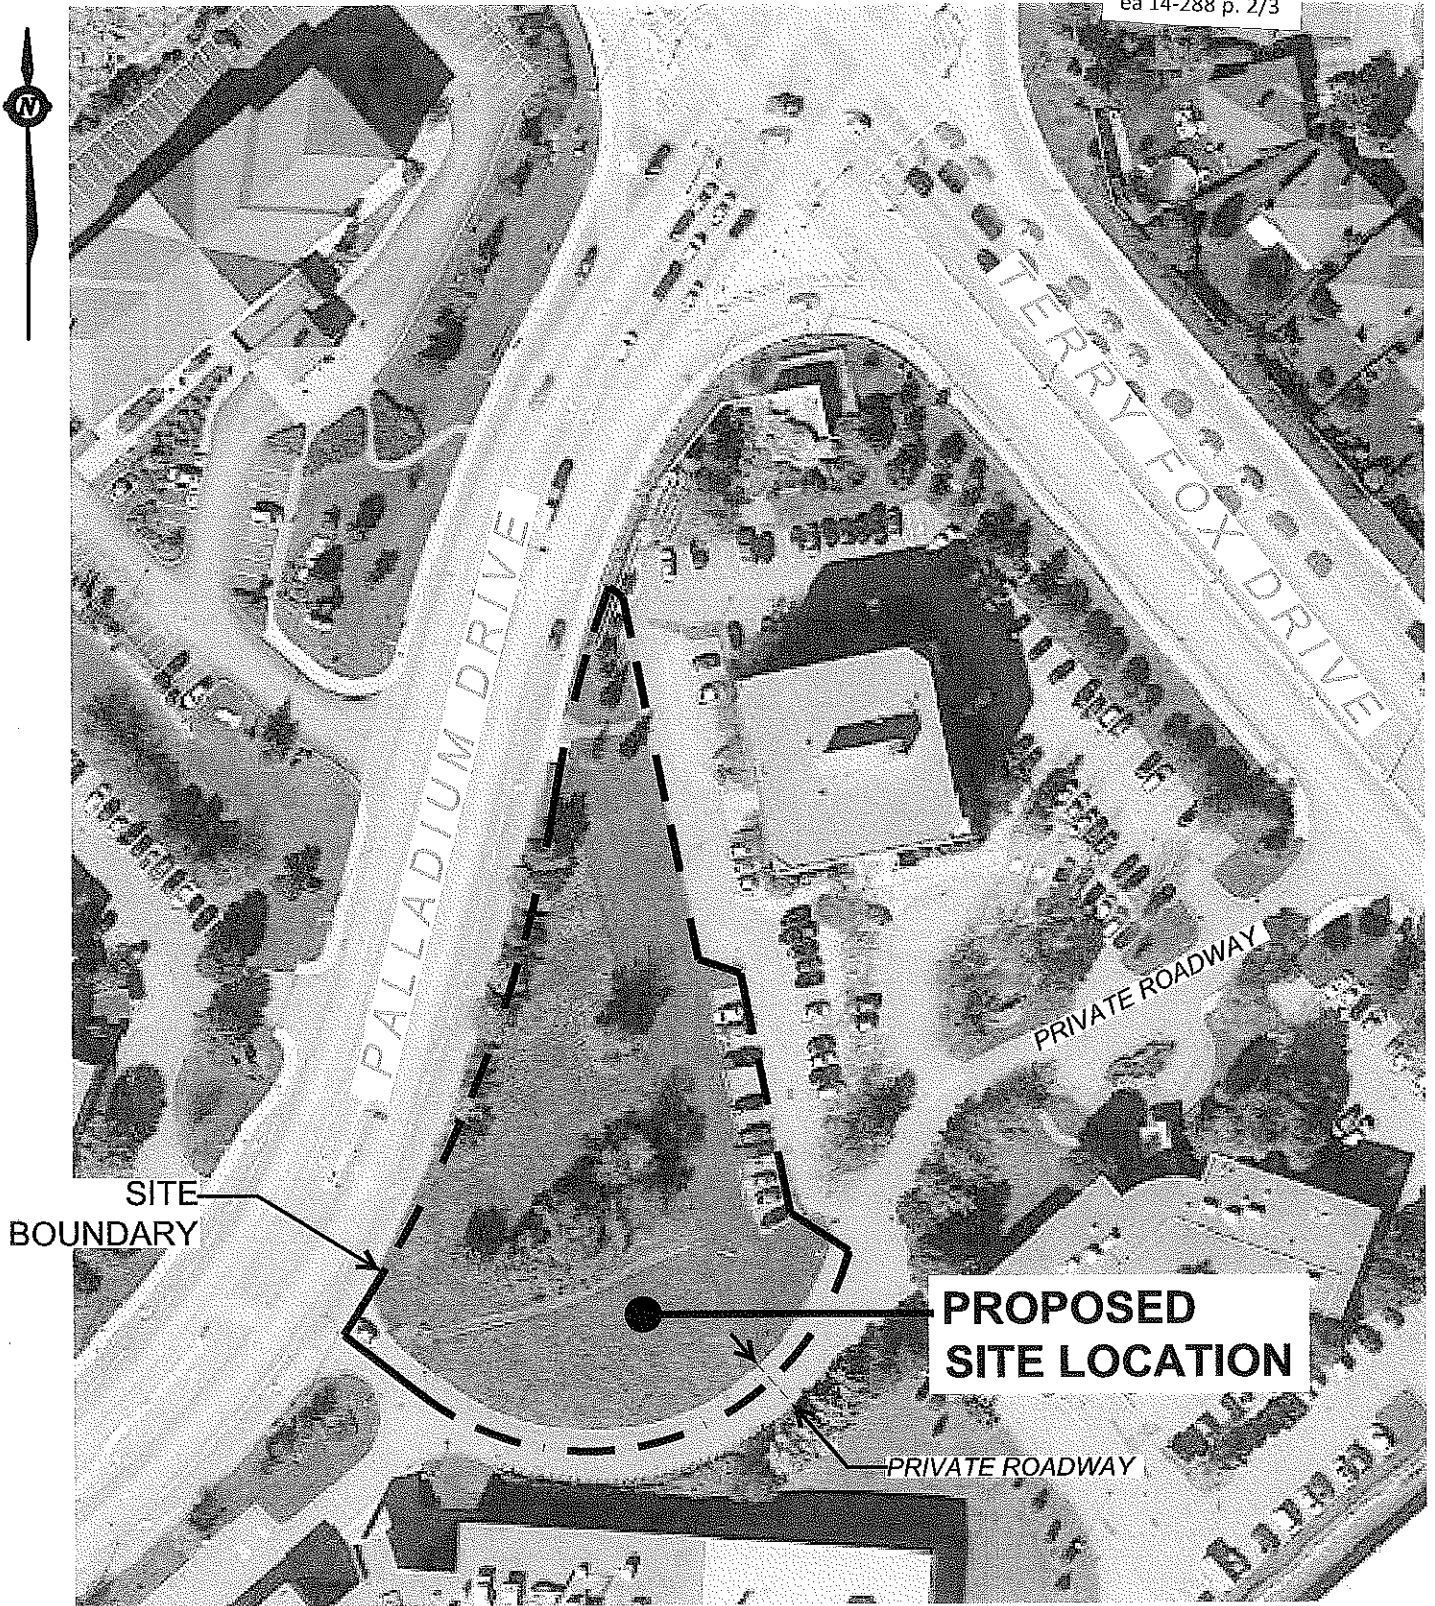 ea 14-288 p. 2/3
N
TERRY FOX DRIVE
PALLADIUM DRIVE
PRIVATE ROADWAY
SITE
BOUNDARY
PROPOSED
SITE LOCATION
PRIVATE ROADWAY